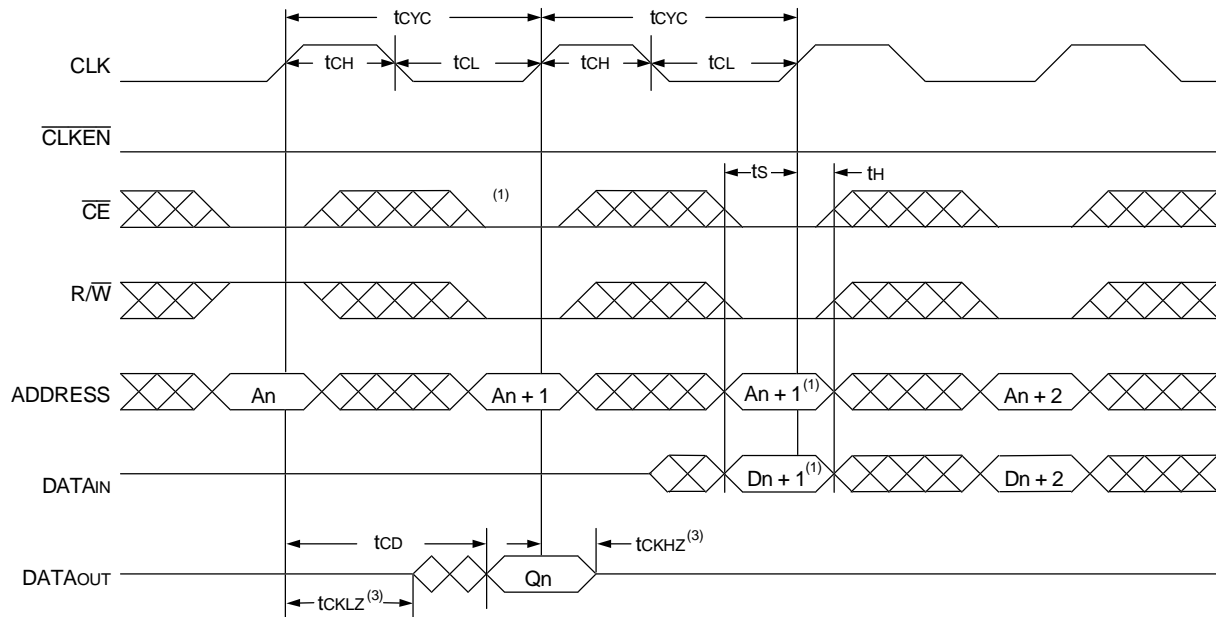 tCYC tCYC
CLK tCH tCL tCH tCL
CLKEN
tS tH
CE (1)
R/W
ADDRESS An An + 1 An + 1(1) An + 2
DATAIN Dn + 1(1) Dn + 2
tCD tCKHZ(3)
DATAOUT Qn
tCKLZ(3)